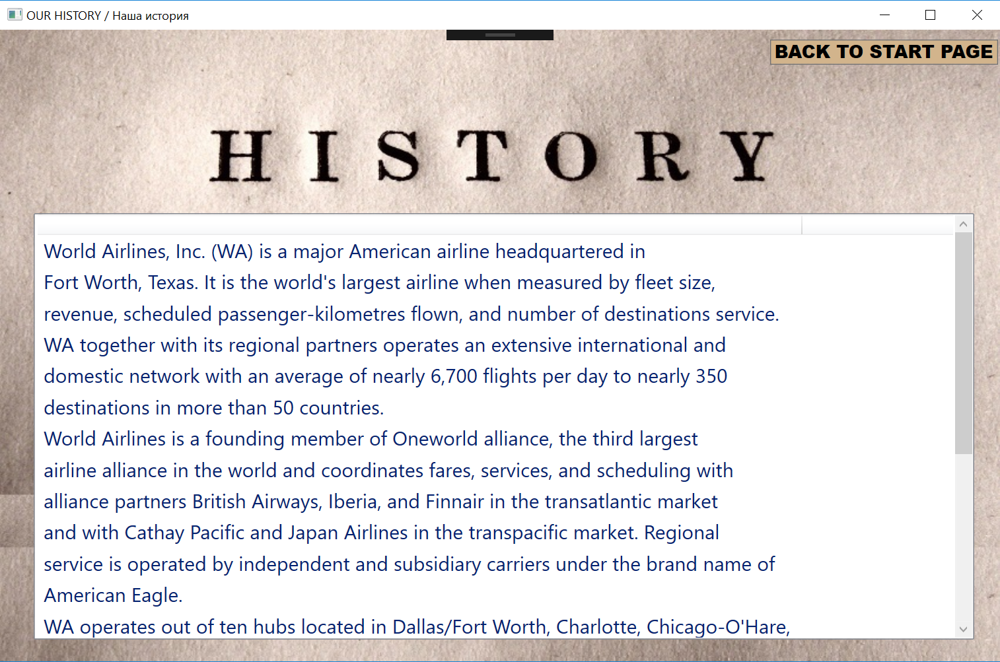 OUR HISTORY / Наша история
BACK TO START PAGE
HISTORY
World Airlines, Inc. (WA) is a major American airline headquartered in
Fort Worth, Texas. It is the world's largest airline when measured by fleet size,
revenue, scheduled passenger-kilometres flown, and number of destinations service.
WA together with its regional partners operates an extensive international and
domestic network with an average of nearly 6,700 flights per day to nearly 350
destinations in more than 50 countries.
World Airlines is a founding member of Oneworld alliance, the third largest
airline alliance in the world and coordinates fares, services, and scheduling with
alliance partners British Airways, Iberia, and Finnair in the transatlantic market
and with Cathay Pacific and Japan Airlines in the transpacific market. Regional
service is operated by independent and subsidiary carriers under the brand name of
American Eagle.
WA operates out of ten hubs located in Dallas/Fort Worth, Charlotte, Chicago-O'Hare,